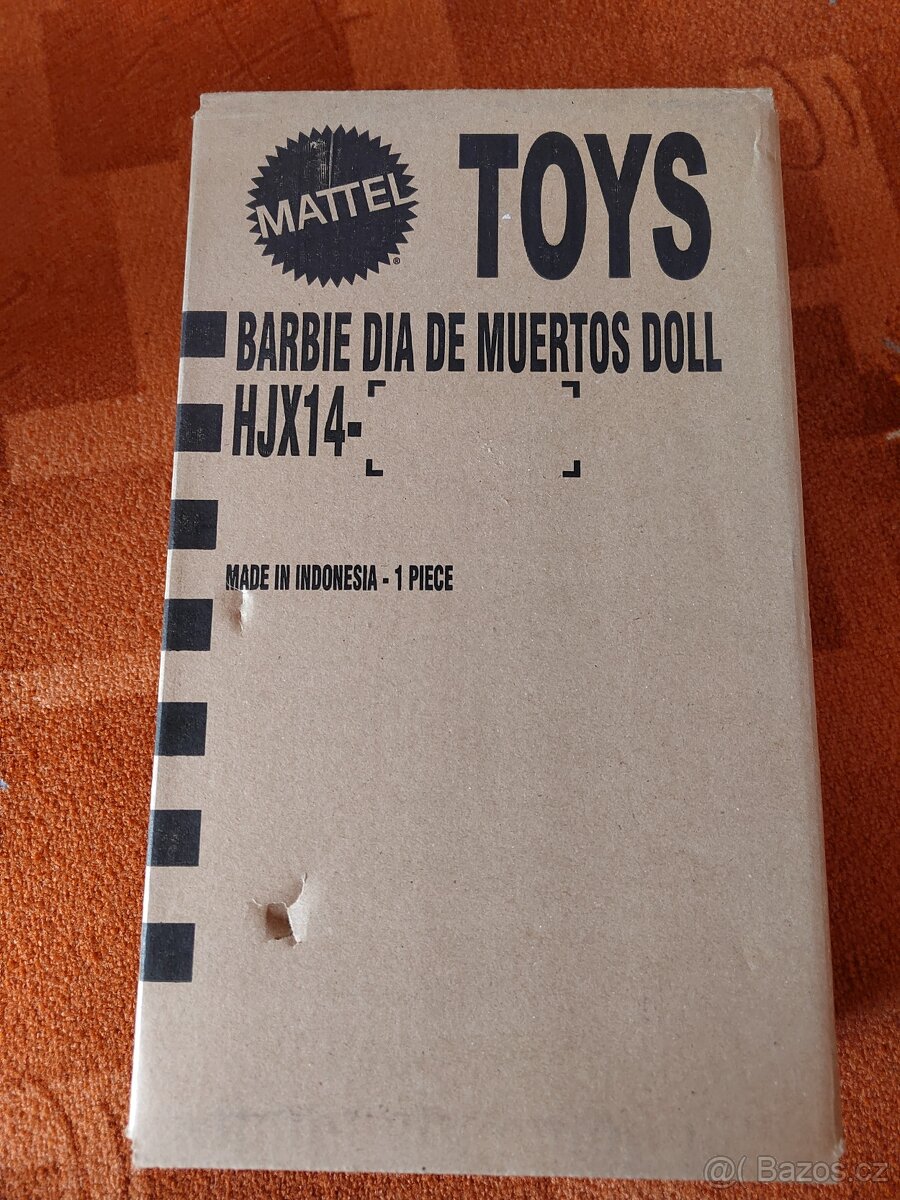 MATTEL ®
TOYS
BARBIE DIA DE MUERTOS DOLL
HJX14-
MADE IN INDONESIA - 1 PIECE
@( Bazos.cz